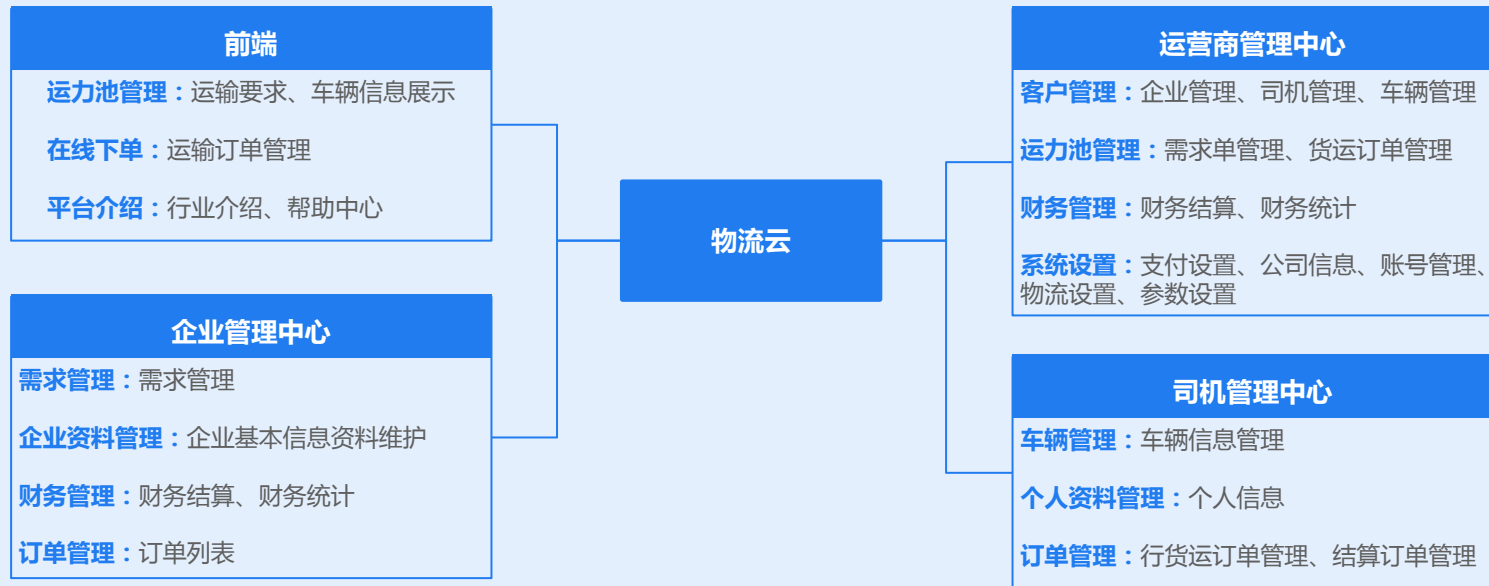 前端
运力池管理：运输要求、车辆信息展示
在线下单：运输订单管理
平台介绍：行业介绍、帮助中心
企业管理中心
需求管理：需求管理
企业资料管理：企业基本信息资料维护
财务管理：财务结算、财务统计
订单管理：订单列表
物流云
运营商管理中心
客户管理：企业管理、司机管理、车辆管理
运力池管理：需求单管理、货运订单管理
财务管理：财务结算、财务统计
系统设置：支付设置、公司信息、账号管理、
物流设置、参数设置
司机管理中心
车辆管理：车辆信息管理
个人资料管理：个人信息
订单管理：行货运订单管理、结算订单管理